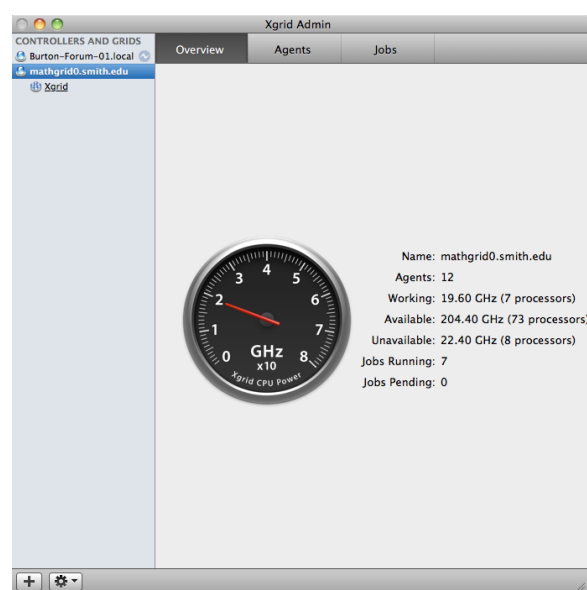 Xgrid Admin
CONTROLLERS AND GRIDS
Burton-Forum-01.local
mathgrid0.smith.edu
Xgrid
Overview
Agents
Jobs
0
1
2
3
4
5
6
7
8
GHz
x10
Xgrid CPU Power
Name: mathgrid0.smith.edu
Agents: 12
Working: 19.60 GHz (7 processors)
Available: 204.40 GHz (73 processors)
Unavailable: 22.40 GHz (8 processors)
Jobs Running: 7
Jobs Pending: 0